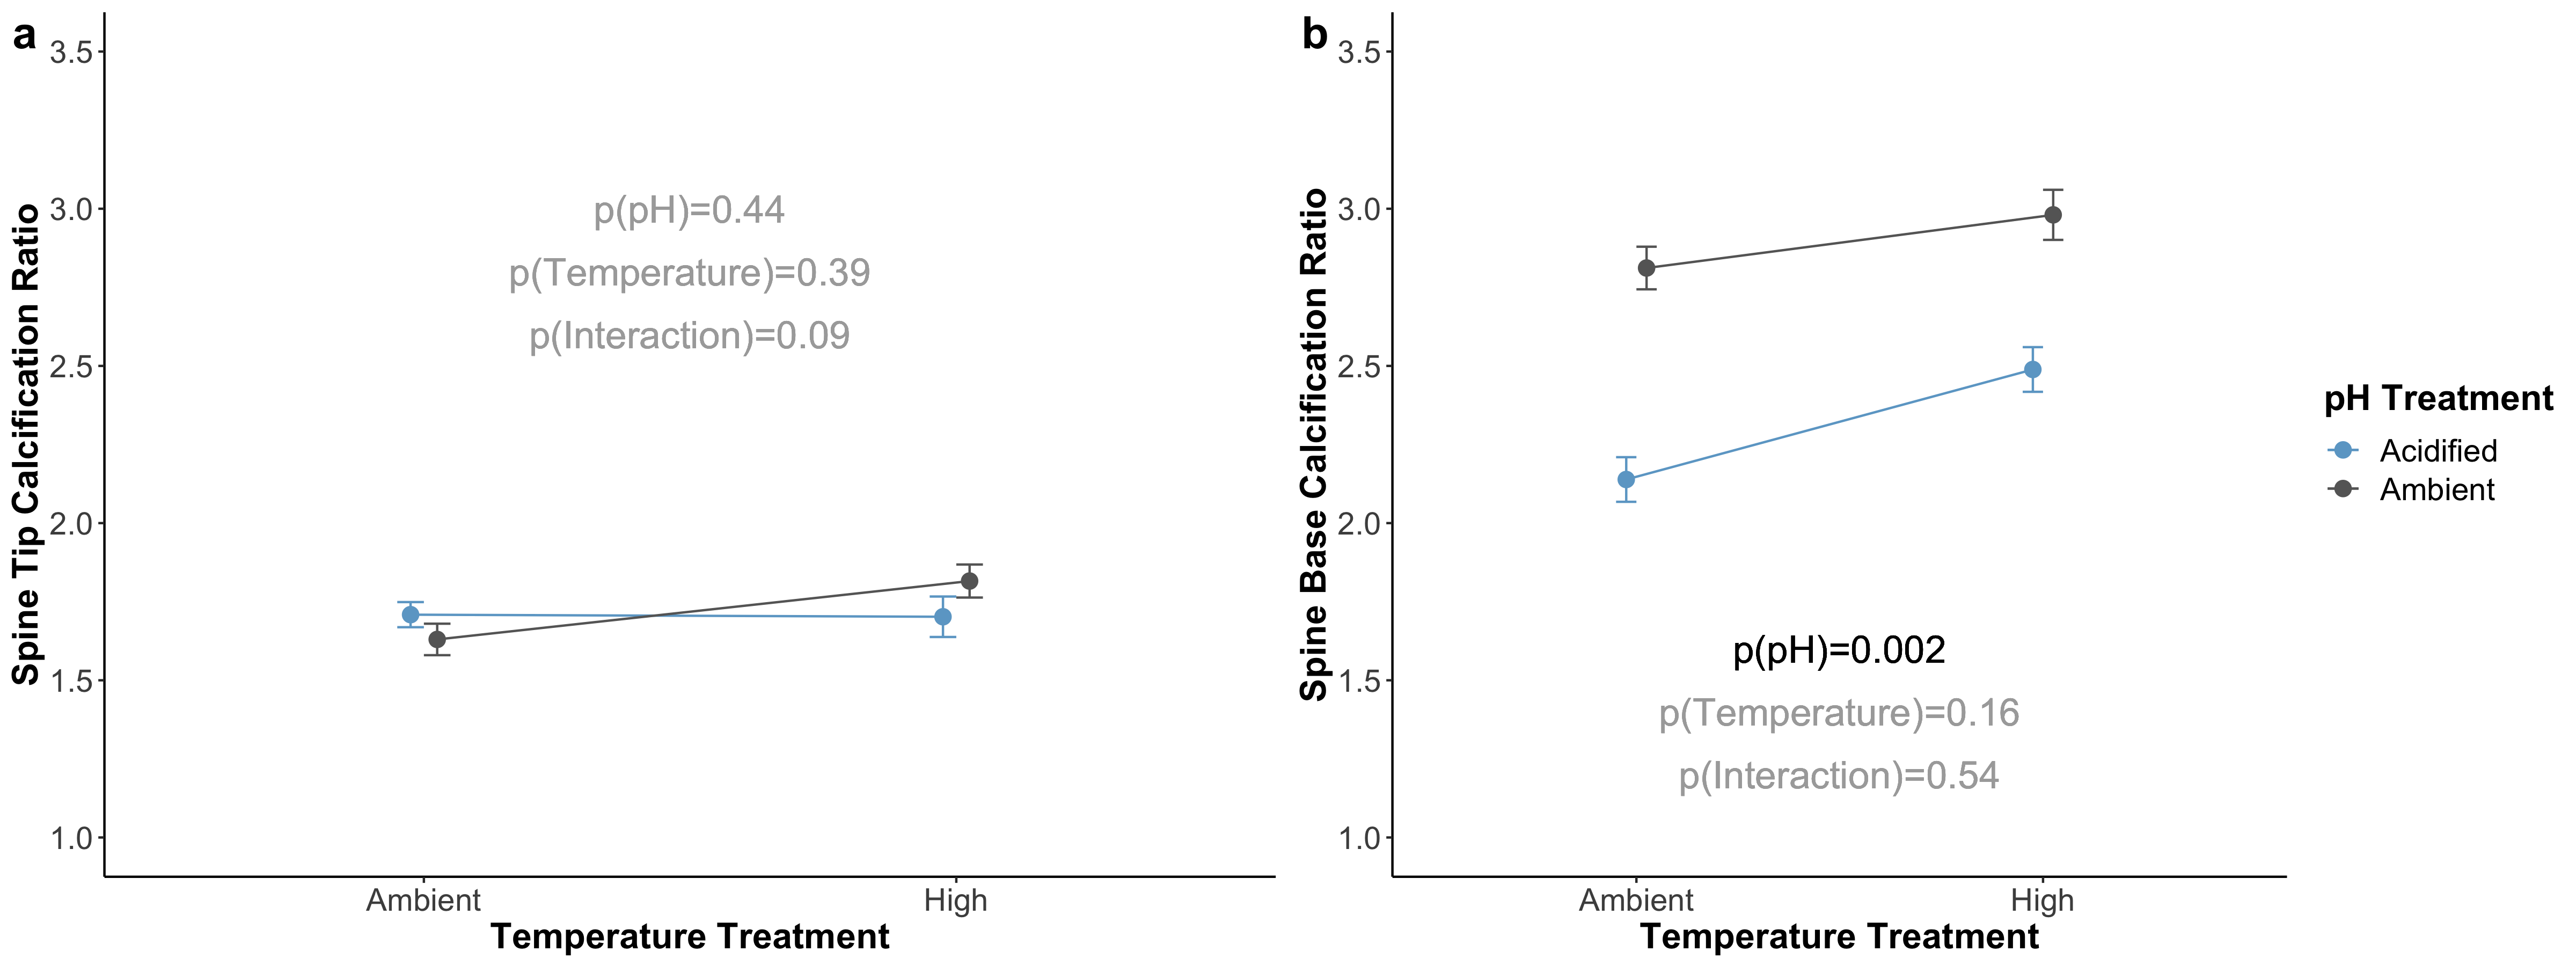 a
Spine Tip Calcification Ratio
3.5
3.0
2.5
2.0
1.5
1.0
p(pH)=0.44
p(Temperature)=0.39
p(Interaction)=0.09
Ambient
High
Temperature Treatment
b
Spine Base Calcification Ratio
3.5
3.0
2.5
2.0
1.5
1.0
p(pH)=0.002
p(Temperature)=0.16
p(Interaction)=0.54
Ambient
High
Temperature Treatment
pH Treatment
Acidified
Ambient